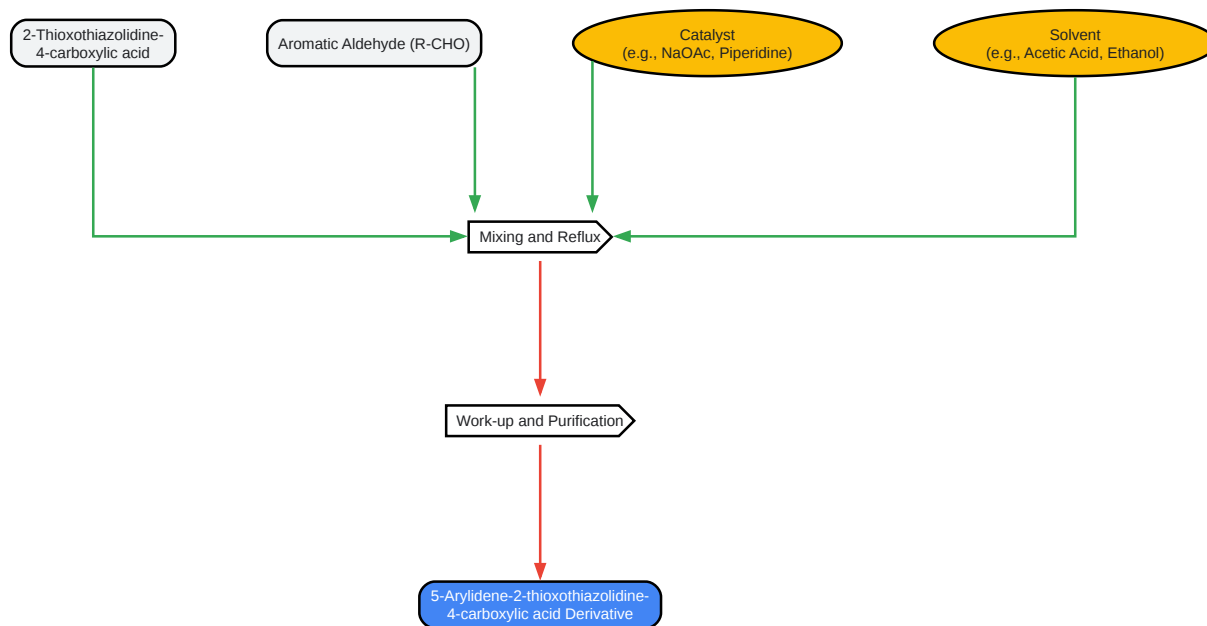 2-Thioxothiazolidine-
4-carboxylic acid
Aromatic Aldehyde (R-CHO)
Catalyst
(e.g., NaOAc, Piperidine)
Solvent
(e.g., Acetic Acid, Ethanol)
Mixing and Reflux
Work-up and Purification
5-Arylidene-2-thioxothiazolidine-
4-carboxylic acid Derivative